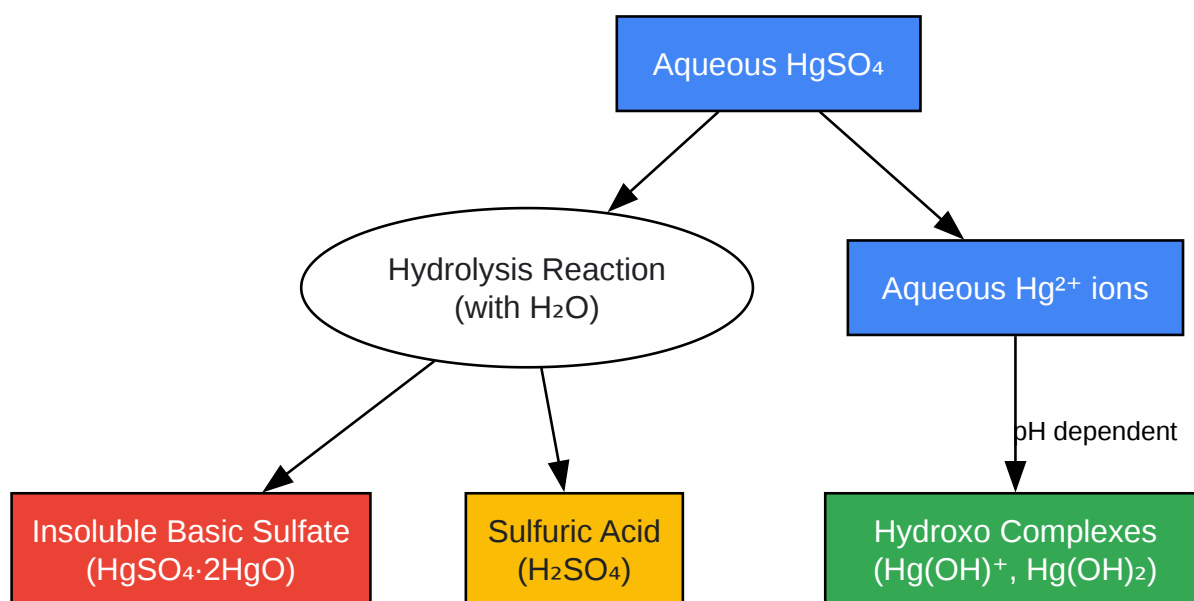 Aqueous HgSO₄
Hydrolysis Reaction
(with H₂O)
Aqueous Hg²⁺ ions
pH dependent
Insoluble Basic Sulfate
(HgSO₄·2HgO)
Sulfuric Acid
(H₂SO₄)
Hydroxo Complexes
(Hg(OH)⁺, Hg(OH)₂)